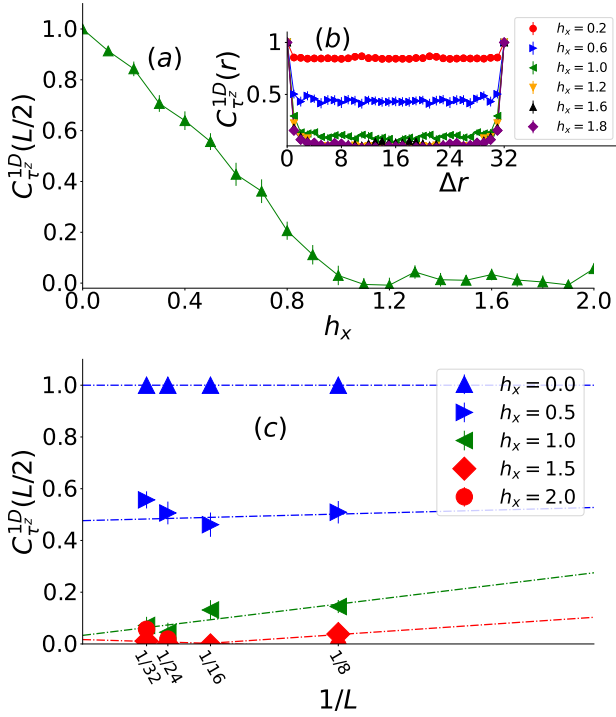 1.0
0.8
0.6
0.4
0.2
0.0
C_{τ^z}^{1D}(L/2)
(a)
0.0 0.4 0.8 1.2 1.6 2.0
h_x
(b)
1
0.5
C_{τ^z}^{1D}(r)
0 8 16 24 32
Δr
h_x = 0.2
h_x = 0.6
h_x = 1.0
h_x = 1.2
h_x = 1.6
h_x = 1.8
1.0
0.8
0.6
0.4
0.2
0.0
C_{τ^z}^{1D}(L/2)
(c)
h_x = 0.0
h_x = 0.5
h_x = 1.0
h_x = 1.5
h_x = 2.0
1/32 1/24 1/16 1/8
1/L